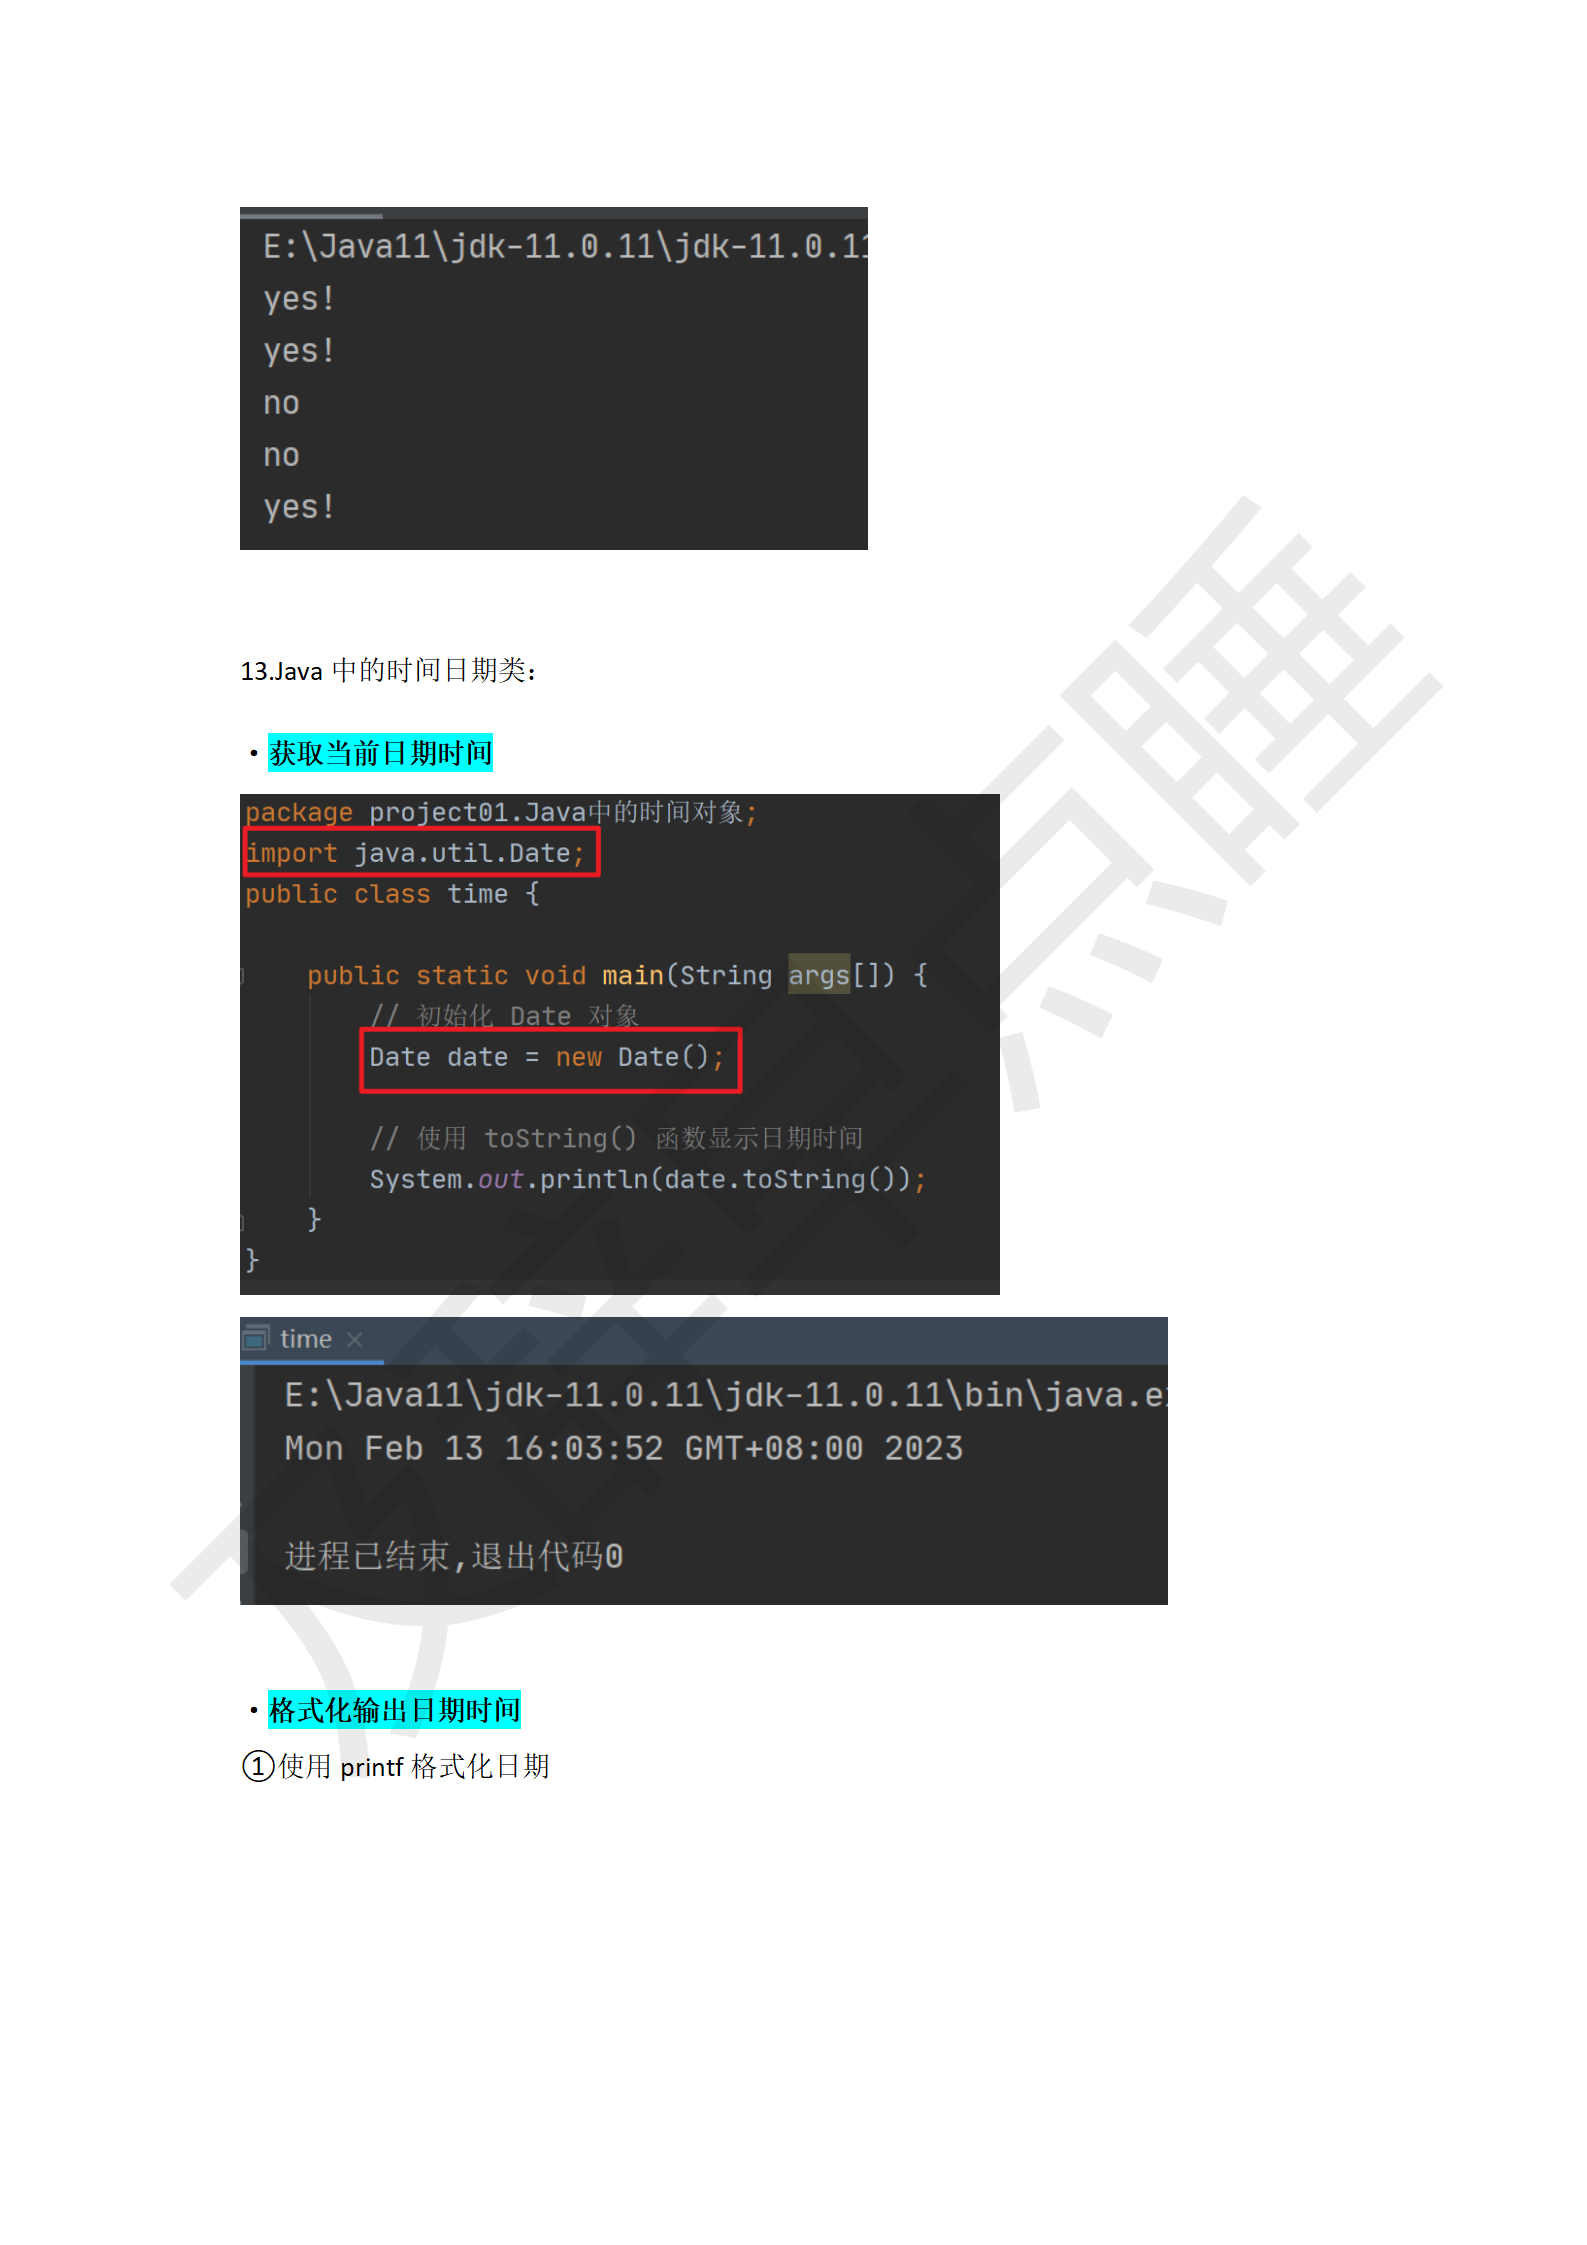 E:\Java11\jdk-11.0.11\jdk-11.0.11
yes!
yes!
no
no
yes!
13.Java 中的时间日期类：
·获取当前日期时间
package project01.Java中的时间对象;
import java.util.Date;
public class time {
public static void main(String args[]) {
// 初始化 Date 对象
Date date = new Date();
// 使用 toString() 函数显示日期时间
System.out.println(date.toString());
}
}
time ×
E:\Java11\jdk-11.0.11\jdk-11.0.11\bin\java.e
Mon Feb 13 16:03:52 GMT+08:00 2023
进程已结束,退出代码0
·格式化输出日期时间
①使用 printf 格式化日期
早点睡